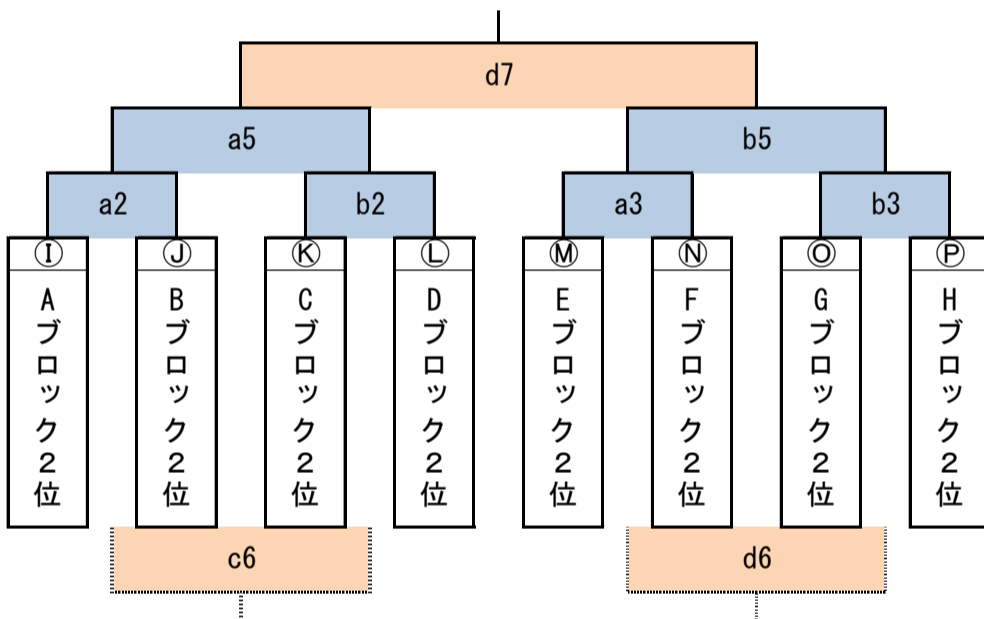 d7
a5
b5
a2
b2
a3
b3
Ⓘ
Ⓙ
Ⓚ
Ⓛ
Ⓜ
Ⓝ
Ⓞ
Ⓟ
Aブロック2位
Bブロック2位
Cブロック2位
Dブロック2位
Eブロック2位
Fブロック2位
Gブロック2位
Hブロック2位
c6
d6